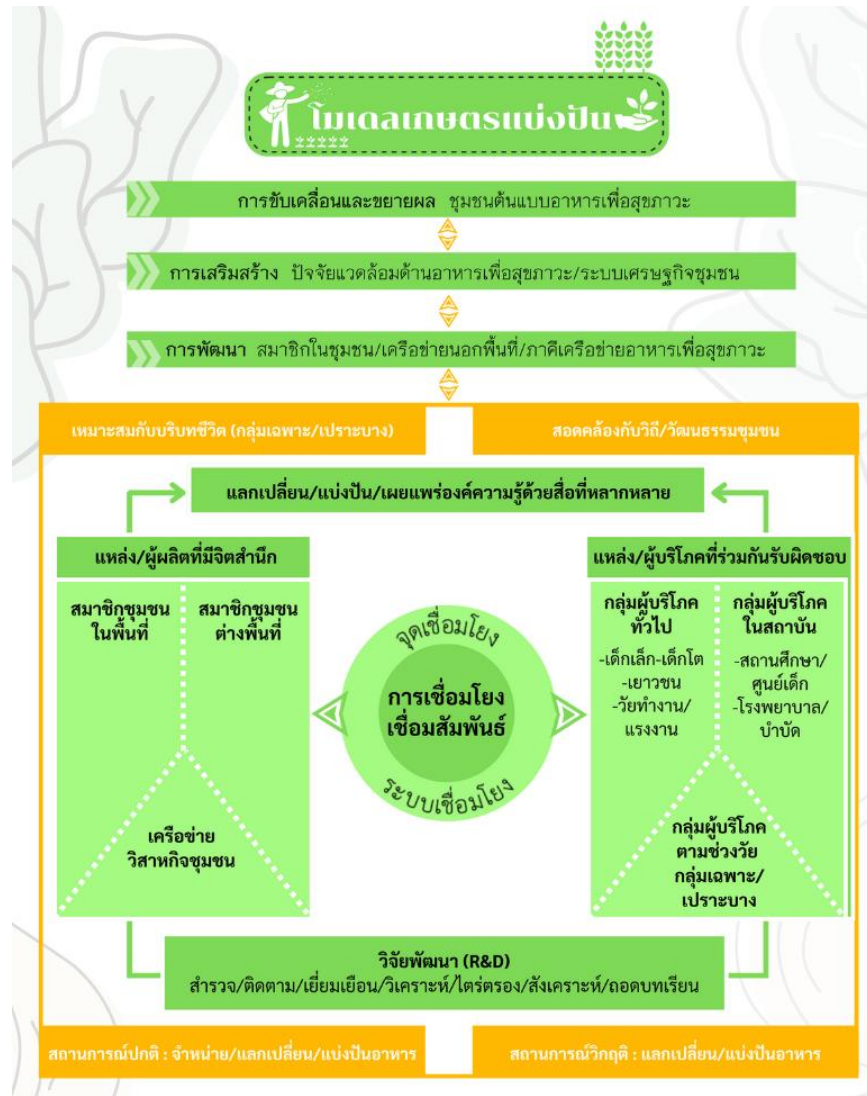 โมเดลเกษตรแบ่งปัน
การขับเคลื่อนและขยายผล ชุมชนต้นแบบอาหารเพื่อสุขภาวะ
การเสริมสร้าง ปัจจัยแวดล้อมด้านอาหารเพื่อสุขภาวะ/ระบบเศรษฐกิจชุมชน
การพัฒนา สมาชิกในชุมชน/เครือข่ายนอกพื้นที่/ภาคีเครือข่ายอาหารเพื่อสุขภาวะ
เหมาะสมกับบริบทชีวิต (กลุ่มเฉพาะ/เปราะบาง)
สอดคล้องกับวิถี/วัฒนธรรมชุมชน
แลกเปลี่ยน/แบ่งปัน/เผยแพร่องค์ความรู้ด้วยสื่อที่หลากหลาย
แหล่ง/ผู้ผลิตที่มีจิตสำนึก
สมาชิกชุมชน
ในพื้นที่
สมาชิกชุมชน
ต่างพื้นที่
เครือข่าย
วิสาหกิจชุมชน
จุดเชื่อมโยง
การเชื่อมโยง
เชื่อมสัมพันธ์
ระบบเชื่อมโยง
แหล่ง/ผู้บริโภคที่ร่วมกันรับผิดชอบ
กลุ่มผู้บริโภค
ทั่วไป
-เด็กเล็ก-เด็กโต
-เยาวชน
-วัยทำงาน/
แรงงาน
กลุ่มผู้บริโภค
ในสถาบัน
-สถานศึกษา/
ศูนย์เด็ก
-โรงพยาบาล/
บำบัด
กลุ่มผู้บริโภค
ตามช่วงวัย
กลุ่มเฉพาะ/
เปราะบาง
วิจัยพัฒนา (R&D)
สำรวจ/ติดตาม/เยี่ยมเยือน/วิเคราะห์/ไตร่ตรอง/สังเคราะห์/ถอดบทเรียน
สถานการณ์ปกติ : จำหน่าย/แลกเปลี่ยน/แบ่งปันอาหาร
สถานการณ์วิกฤติ : แลกเปลี่ยน/แบ่งปันอาหาร